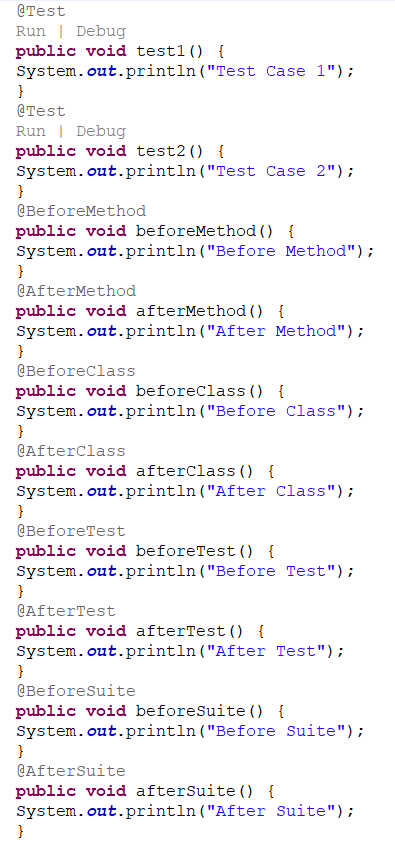 @Test
Run | Debug
public void test1() {
System.out.println("Test Case 1");
}
@Test
Run | Debug
public void test2() {
System.out.println("Test Case 2");
}
@BeforeMethod
public void beforeMethod() {
System.out.println("Before Method");
}
@AfterMethod
public void afterMethod() {
System.out.println("After Method");
}
@BeforeClass
public void beforeClass() {
System.out.println("Before Class");
}
@AfterClass
public void afterClass() {
System.out.println("After Class");
}
@BeforeTest
public void beforeTest() {
System.out.println("Before Test");
}
@AfterTest
public void afterTest() {
System.out.println("After Test");
}
@BeforeSuite
public void beforeSuite() {
System.out.println("Before Suite");
}
@AfterSuite
public void afterSuite() {
System.out.println("After Suite");
}